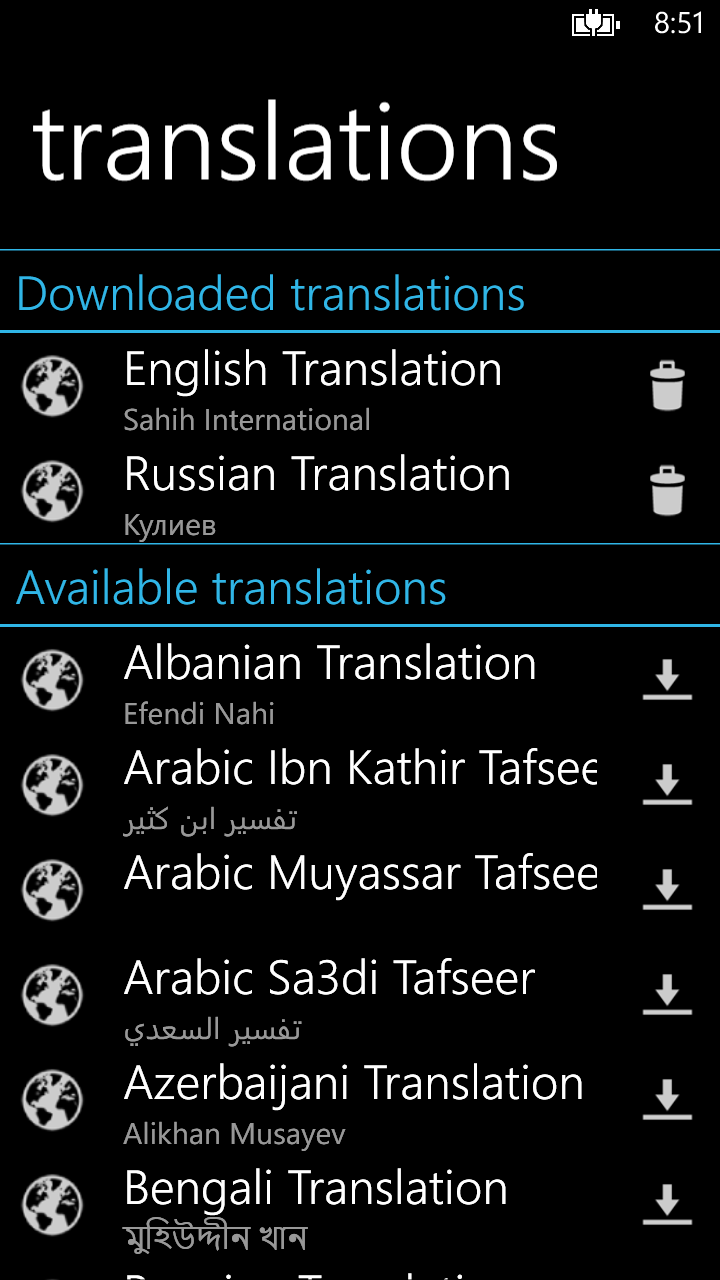 8:51
translations
Downloaded translations
English Translation
Sahih International
Russian Translation
Кулиев
Available translations
Albanian Translation
Efendi Nahi
Arabic Ibn Kathir Tafsee
تفسير ابن كثير
Arabic Muyassar Tafsee
Arabic Sa3di Tafseer
تفسير السعدي
Azerbaijani Translation
Alikhan Musayev
Bengali Translation
মুহিউদ্দীন খান